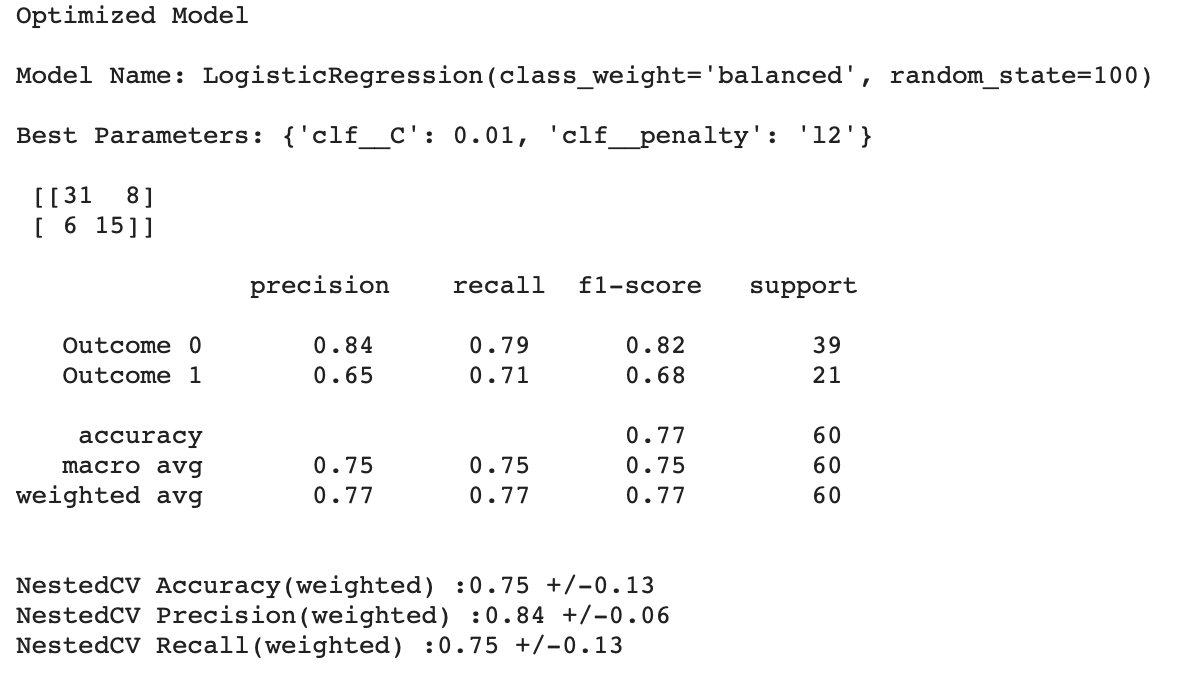 Optimized Model
Model Name: LogisticRegression(class_weight='balanced', random_state=100)
Best Parameters: {'clf__C': 0.01, 'clf__penalty': 'l2'}
[[31  8]
[ 6 15]]
precision recall f1-score support
Outcome 0 0.84 0.79 0.82 39
Outcome 1 0.65 0.71 0.68 21
accuracy 0.77 60
macro avg 0.75 0.75 0.75 60
weighted avg 0.77 0.77 0.77 60
NestedCV Accuracy(weighted) :0.75 +/-0.13
NestedCV Precision(weighted) :0.84 +/-0.06
NestedCV Recall(weighted) :0.75 +/-0.13